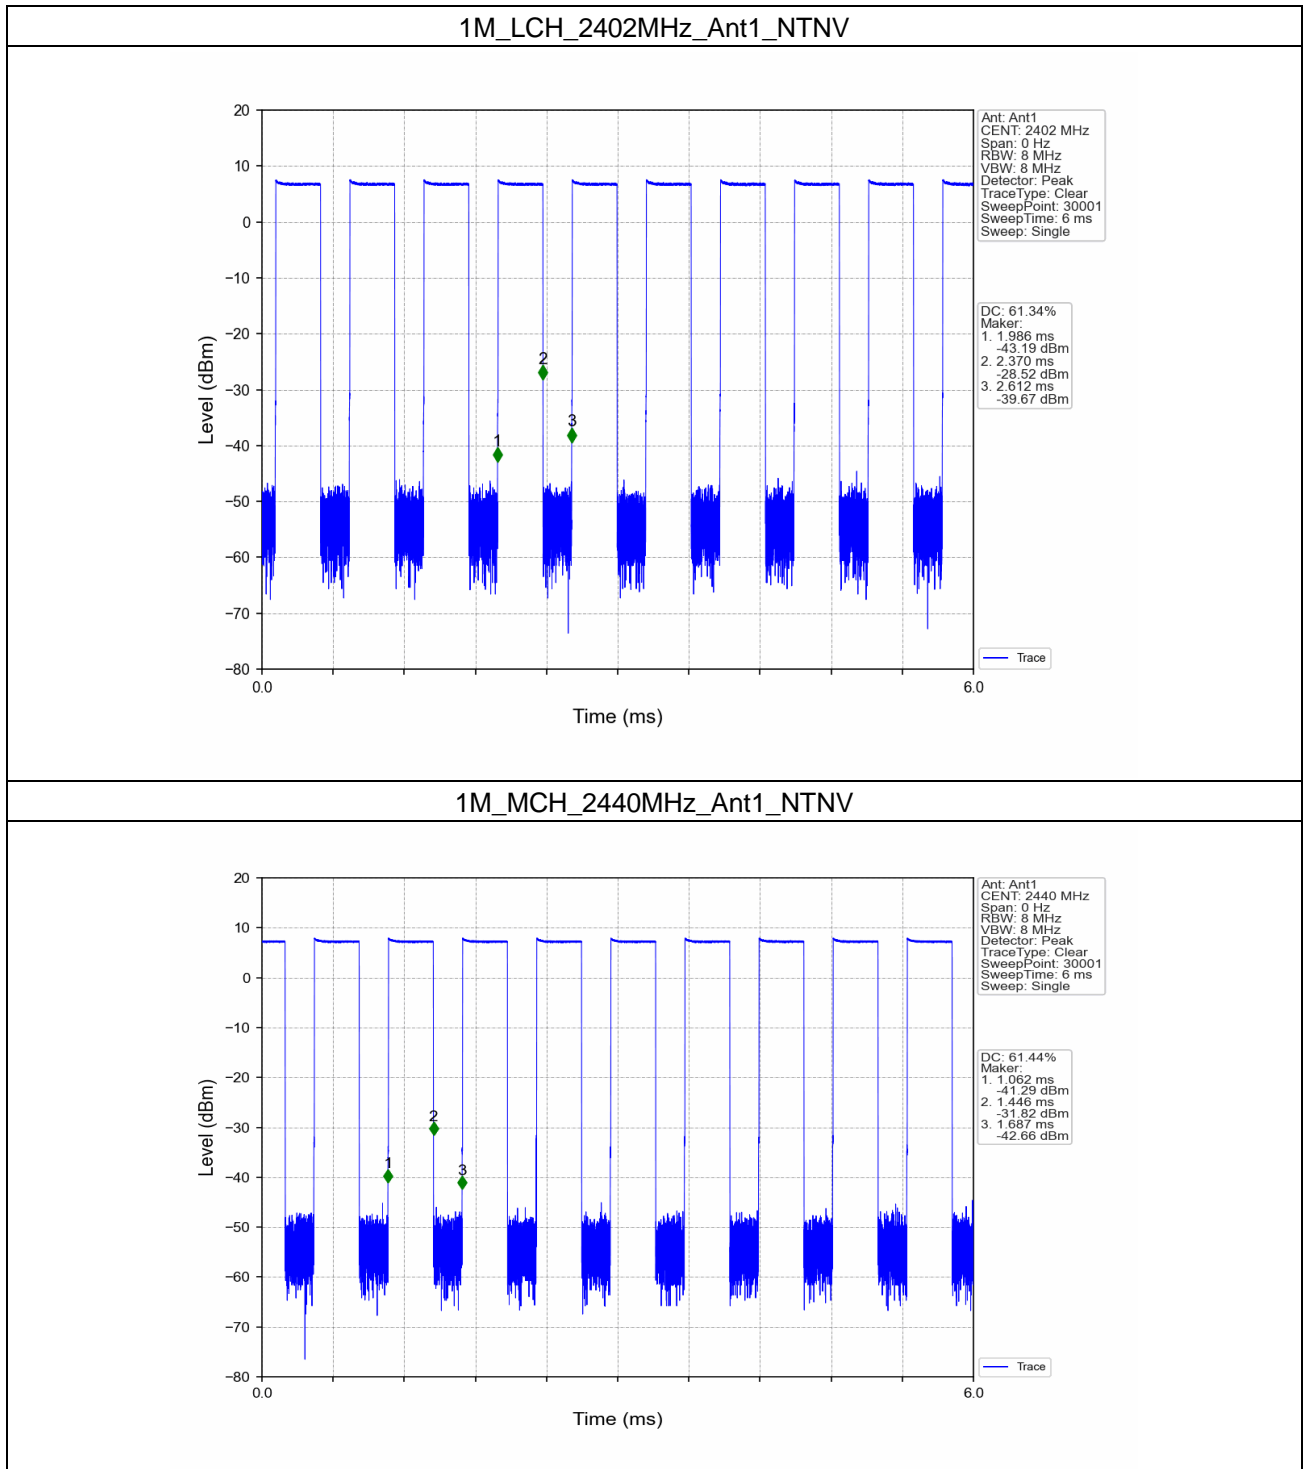 1M_LCH_2402MHz_Ant1_NTNV
20
10
0
−10
−20
−30
−40
−50
−60
−70
−80
Level (dBm)
1
2
3
0.0
6.0
Time (ms)
Ant: Ant1
CENT: 2402 MHz
Span: 0 Hz
RBW: 8 MHz
VBW: 8 MHz
Detector: Peak
TraceType: Clear
SweepPoint: 30001
SweepTime: 6 ms
Sweep: Single
DC: 61.34%
Maker:
1. 1.986 ms
-43.19 dBm
2. 2.370 ms
-28.52 dBm
3. 2.612 ms
-39.67 dBm
Trace
1M_MCH_2440MHz_Ant1_NTNV
20
10
0
−10
−20
−30
−40
−50
−60
−70
−80
Level (dBm)
1
2
3
0.0
6.0
Time (ms)
Ant: Ant1
CENT: 2440 MHz
Span: 0 Hz
RBW: 8 MHz
VBW: 8 MHz
Detector: Peak
TraceType: Clear
SweepPoint: 30001
SweepTime: 6 ms
Sweep: Single
DC: 61.44%
Maker:
1. 1.062 ms
-41.29 dBm
2. 1.446 ms
-31.82 dBm
3. 1.687 ms
-42.66 dBm
Trace